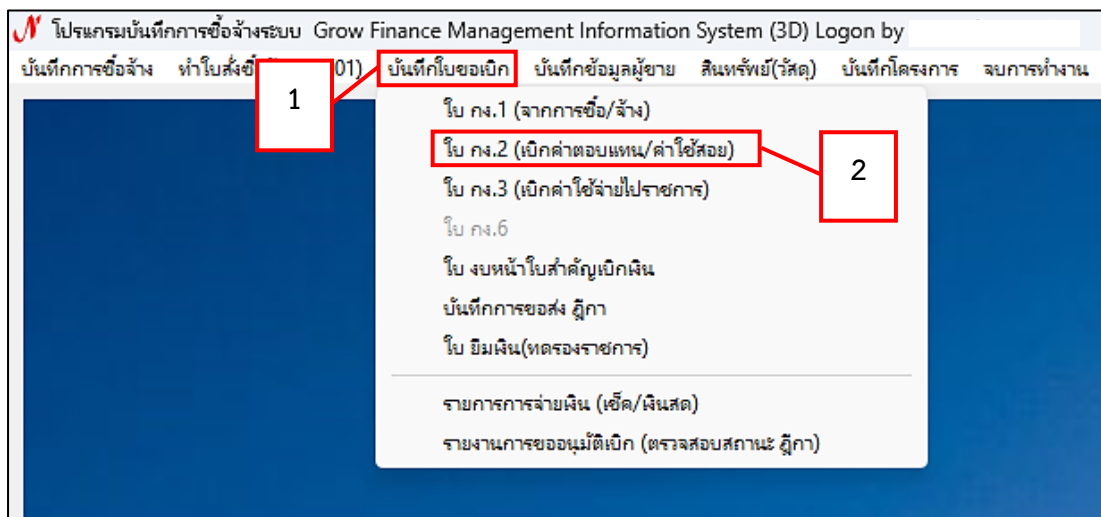 โปรแกรมบันทึกการซื้อจ้างระบบ Grow Finance Management Information System (3D) Logon by
บันทึกการซื้อจ้าง ทำใบสั่งซื้ 01) บันทึกใบขอเบิก บันทึกข้อมูลผู้ขาย สินทรัพย์(วัสดุ) บันทึกโครงการ จบการทำงาน
1
ใบ กง.1 (จากการซื้อ/จ้าง)
ใบ กง.2 (เบิกค่าตอบแทน/ค่าใช้สอย)
2
ใบ กง.3 (เบิกค่าใช้จ่ายไปราชการ)
ใบ กง.6
ใบ งบหน้าใบสำคัญเบิกเงิน
บันทึกการขอส่ง ฎีกา
ใบ ยืมเงิน(ทดรองราชการ)
รายการการจ่ายเงิน (เช็ค/เงินสด)
รายงานการขออนุมัติเบิก (ตรวจสอบสถานะ ฎีกา)